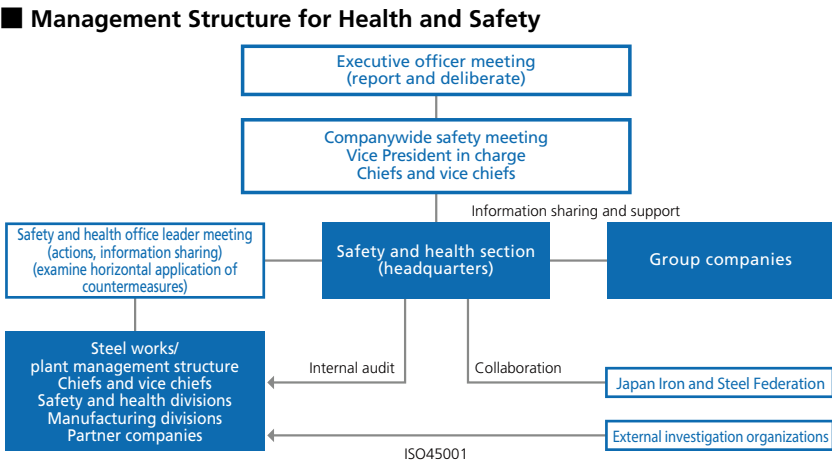 ■ Management Structure for Health and Safety
Executive officer meeting
(report and deliberate)
Companywide safety meeting
Vice President in charge
Chiefs and vice chiefs
Information sharing and support
Safety and health office leader meeting
(actions, information sharing)
(examine horizontal application of
countermeasures)
Safety and health section
(headquarters)
Group companies
Steel works/
plant management structure
Chiefs and vice chiefs
Safety and health divisions
Manufacturing divisions
Partner companies
Internal audit
Collaboration
Japan Iron and Steel Federation
External investigation organizations
ISO45001